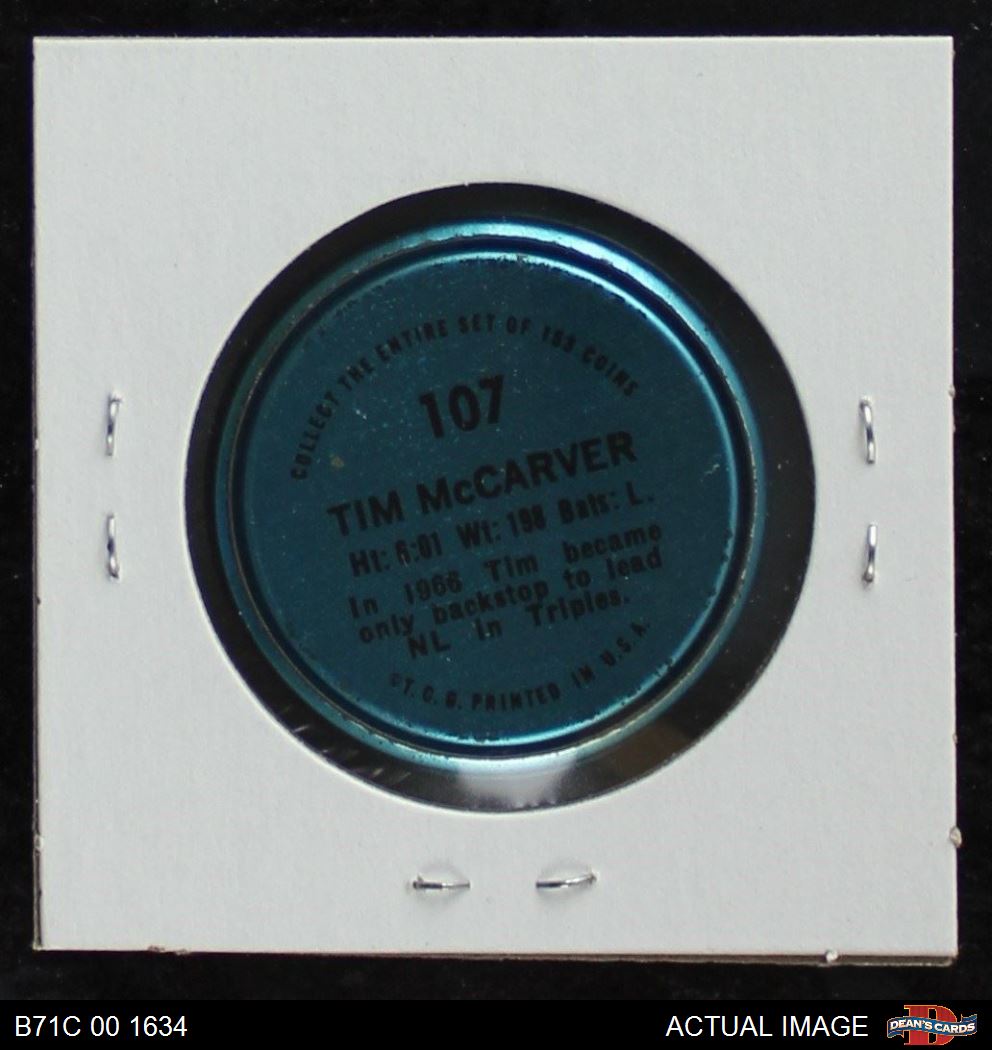 COLLECT THE ENTIRE SET OF 153 COINS
107
TIM McCARVER
Ht: 6:01 Wt: 198 Bats: L.
In 1966 Tim became
only backstop to lead
NL in Triples.
©T. C. G. PRINTED IN U.S.A.
B71C 00 1634
ACTUAL IMAGE
D
DEAN'S CARDS